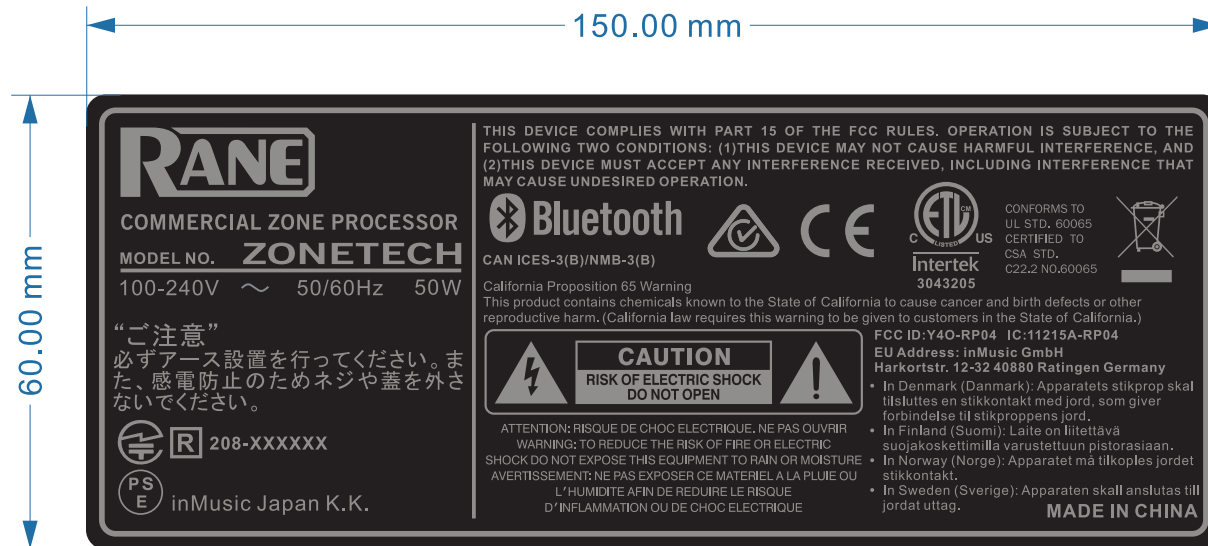 150.00 mm
60.00 mm
RANE
COMMERCIAL ZONE PROCESSOR
MODEL NO. ZONETECH
100-240V ～ 50/60Hz 50W
“ご注意”
必ずアース設置を行ってください。ま
た、感電防止のためネジや蓋を外さ
ないでください。
R 208-XXXXXX
PS
E
inMusic Japan K.K.
THIS DEVICE COMPLIES WITH PART 15 OF THE FCC RULES. OPERATION IS SUBJECT TO THE
FOLLOWING TWO CONDITIONS: (1)THIS DEVICE MAY NOT CAUSE HARMFUL INTERFERENCE, AND
(2)THIS DEVICE MUST ACCEPT ANY INTERFERENCE RECEIVED, INCLUDING INTERFERENCE THAT
MAY CAUSE UNDESIRED OPERATION.
Bluetooth
CE
CAN ICES-3(B)/NMB-3(B)
ETL
CM
LISTED
C US
Intertek
3043205
CONFORMS TO
UL STD. 60065
CERTIFIED TO
CSA STD.
C22.2 NO.60065
California Proposition 65 Warning
This product contains chemicals known to the State of California to cause cancer and birth defects or other
reproductive harm. (California law requires this warning to be given to customers in the State of California.)
CAUTION
RISK OF ELECTRIC SHOCK
DO NOT OPEN
ATTENTION: RISQUE DE CHOC ELECTRIQUE. NE PAS OUVRIR
WARNING: TO REDUCE THE RISK OF FIRE OR ELECTRIC
SHOCK DO NOT EXPOSE THIS EQUIPMENT TO RAIN OR MOISTURE
AVERTISSEMENT: NE PAS EXPOSER CE MATERIEL A LA PLUIE OU
L'HUMIDITE AFIN DE REDUIRE LE RISQUE
D'INFLAMMATION OU DE CHOC ELECTRIQUE
FCC ID:Y4O-RP04 IC:11215A-RP04
EU Address: inMusic GmbH
Harkortstr. 12-32 40880 Ratingen Germany
• In Denmark (Danmark): Apparatets stikprop skal
tilsluttes en stikkontakt med jord, som giver
forbindelse til stikproppens jord.
• In Finland (Suomi): Laite on liitettävä
suojakoskettimilla varustettuun pistorasiaan.
• In Norway (Norge): Apparatet må tilkoples jordet
stikkontakt.
• In Sweden (Sverige): Apparaten skall anslutas till
jordat uttag.
MADE IN CHINA